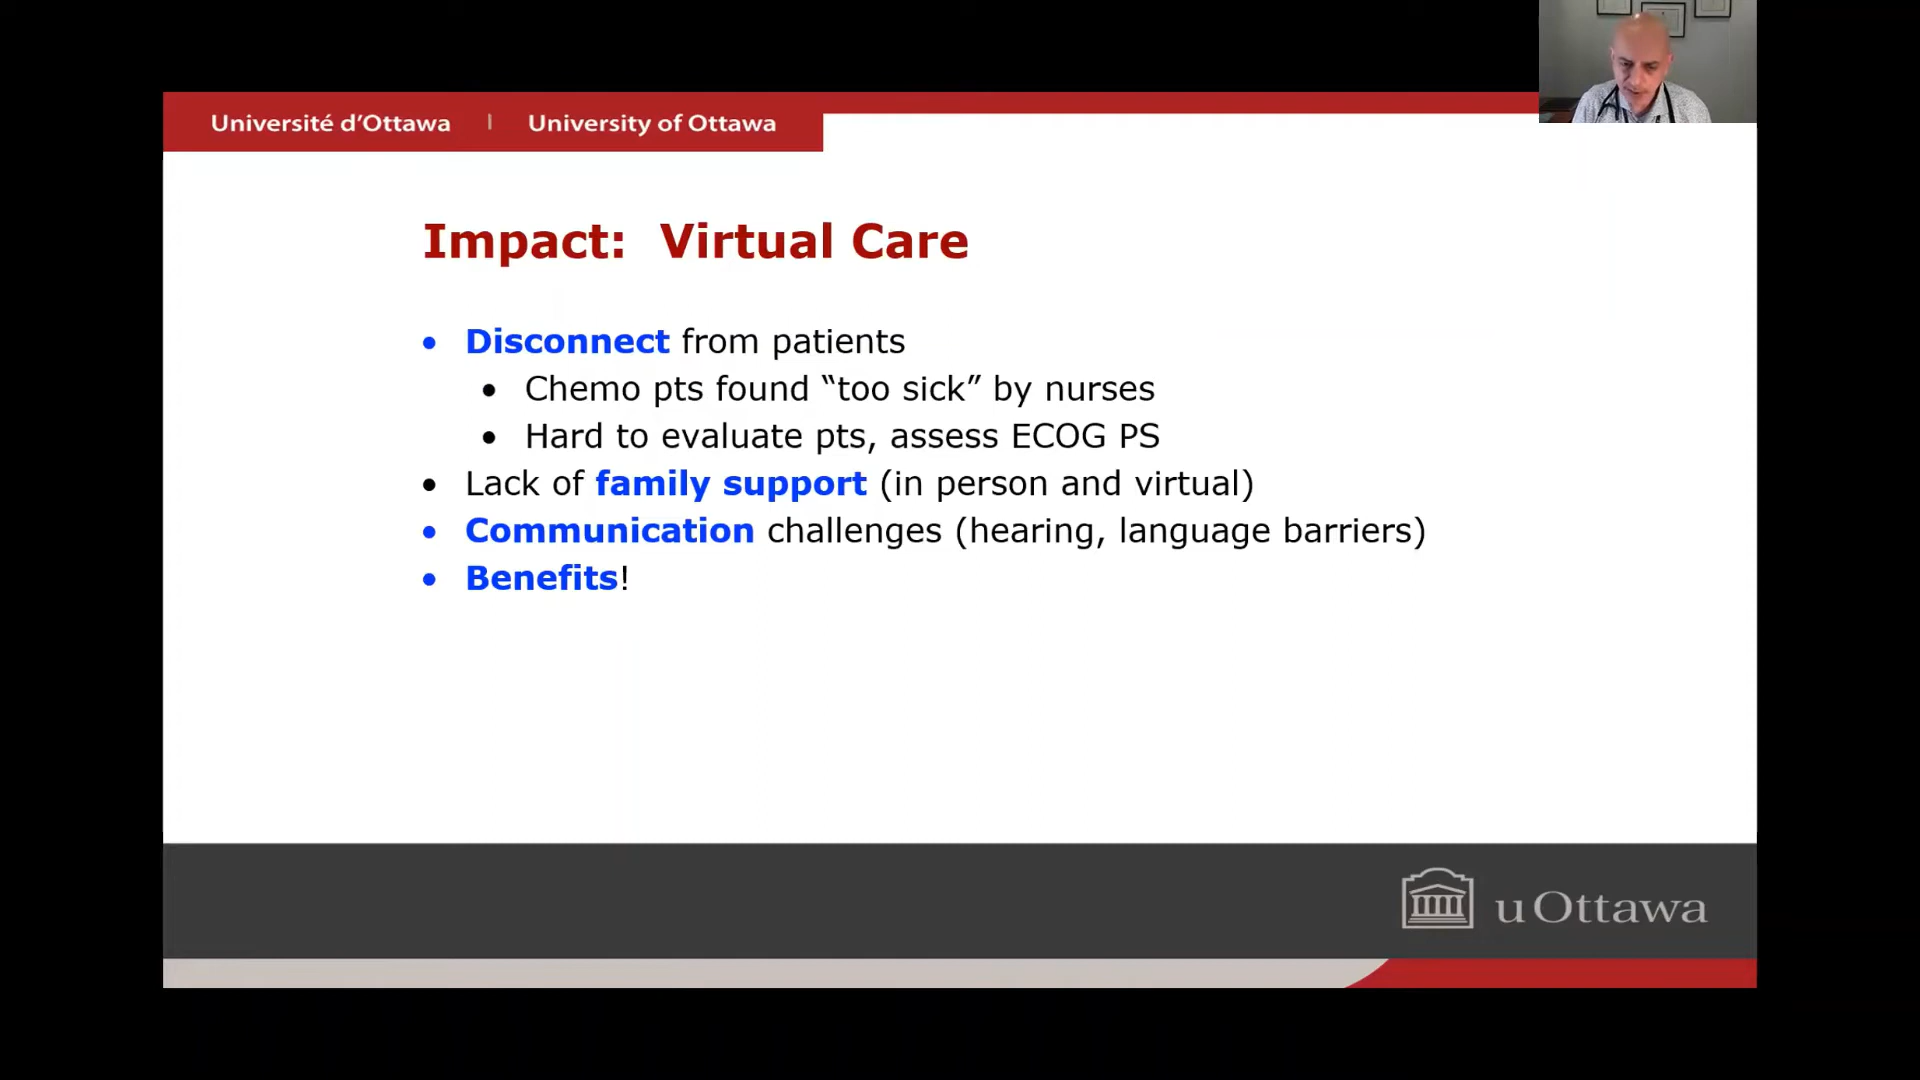 Université d'Ottawa | University of Ottawa
Impact: Virtual Care
• Disconnect from patients
• Chemo pts found “too sick” by nurses
• Hard to evaluate pts, assess ECOG PS
• Lack of family support (in person and virtual)
• Communication challenges (hearing, language barriers)
• Benefits!
uOttawa